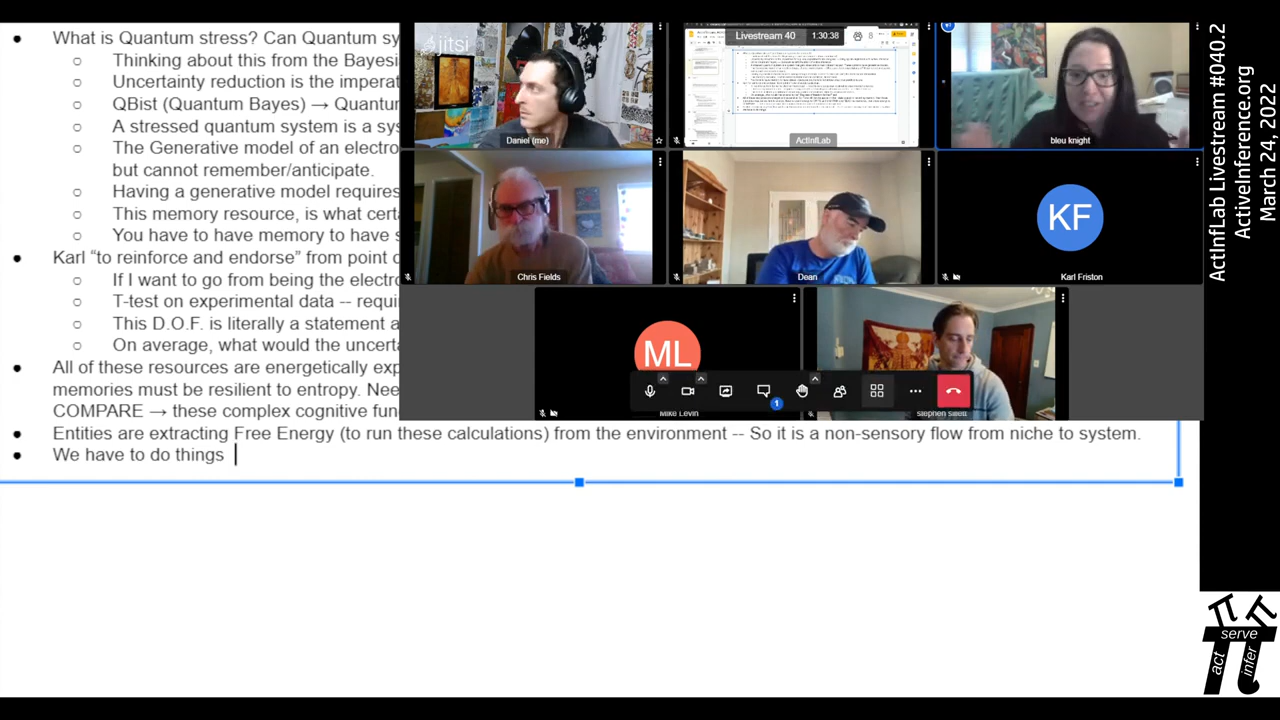 What is Quantum stress? Can Quantum sy
Thinking about this from the Bayesi
Uncertainty reduction is the imperat
QBist (Quantum Bayes) → Quantum
A stressed quantum system is a sys
The Generative model of an electro
but cannot remember/anticipate.
Having a generative model requires
This memory resource, is what certa
You have to have memory to have s
Karl “to reinforce and endorse” from point o
If I want to go from being the electro
T-test on experimental data -- requi
This D.O.F. is literally a statement a
On average, what would the uncerta
All of these resources are energetically exp
memories must be resilient to entropy. Nee
COMPARE → these complex cognitive fun
Entities are extracting Free Energy (to run these calculations) from the environment -- So it is a non-sensory flow from niche to system.
We have to do things
jitsi
Daniel (me)
Livestream 40
1:30:38
8
ActInfLab
bleu knight
Chris Fields
Dean
KF
Karl Friston
ML
Mike Levin
stephen sillett
1
ActInfLab Livestream #040.2
ActiveInference.org
March 24, 2022
act
serve
infer